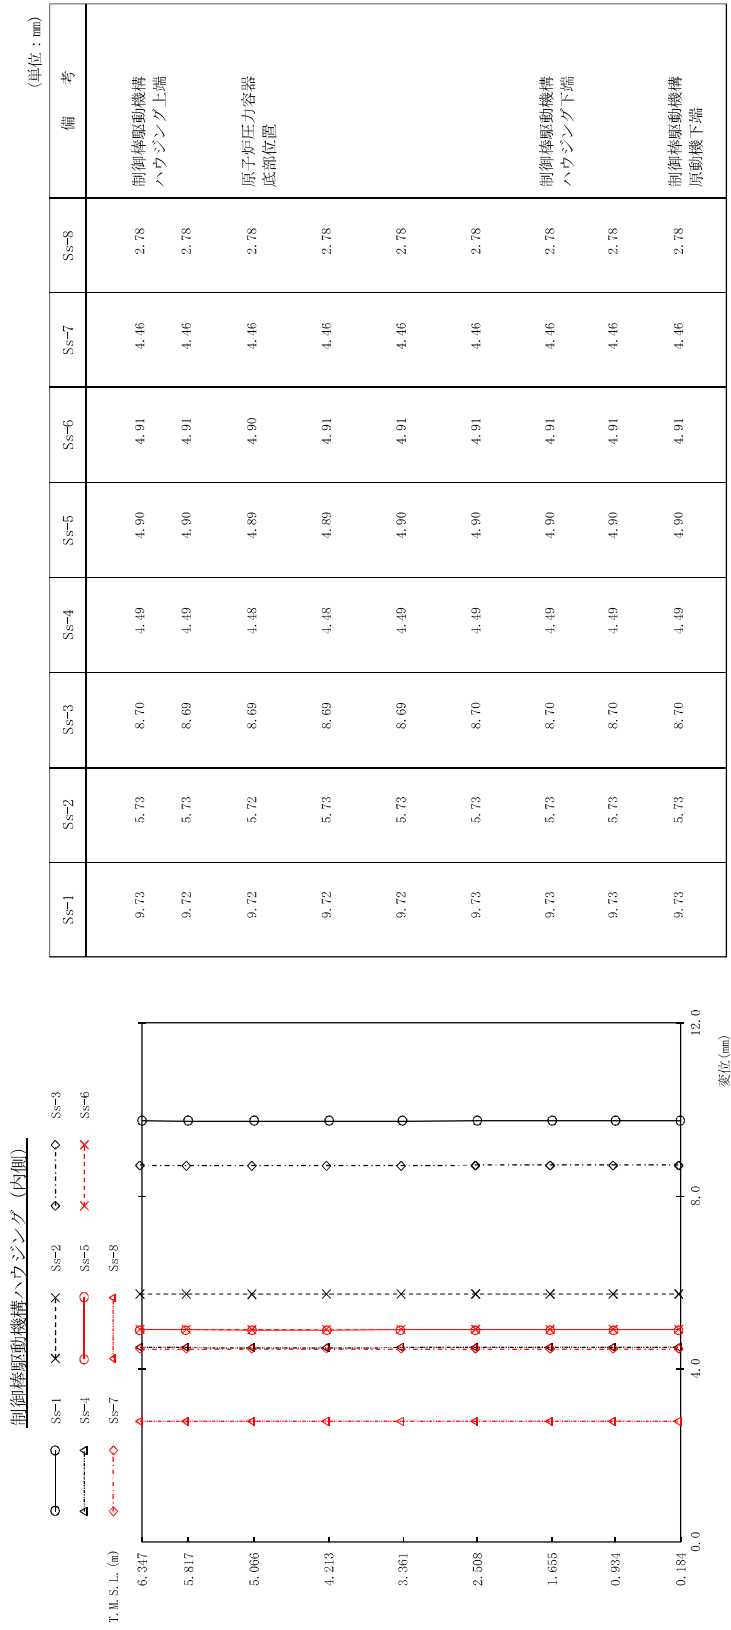 制御棒駆動機構ハウジング (内側)
Ss-1 Ss-2 Ss-3
Ss-4 Ss-5 Ss-6
Ss-7 Ss-8
T.M.S.L.(m)
6.347
5.817
5.066
4.213
3.361
2.508
1.655
0.934
0.184
0.0 4.0 8.0 12.0
変位(mm)
(単位：mm)
Ss-1 Ss-2 Ss-3 Ss-4 Ss-5 Ss-6 Ss-7 Ss-8 備 考
9.73 5.73 8.70 4.49 4.90 4.91 4.46 2.78 制御棒駆動機構
ハウジング上端
9.72 5.73 8.69 4.49 4.90 4.91 4.46 2.78
9.72 5.72 8.69 4.48 4.89 4.90 4.46 2.78 原子炉圧力容器
底部位置
9.72 5.73 8.69 4.48 4.89 4.91 4.46 2.78
9.72 5.73 8.69 4.49 4.90 4.91 4.46 2.78
9.73 5.73 8.70 4.49 4.90 4.91 4.46 2.78
9.73 5.73 8.70 4.49 4.90 4.91 4.46 2.78 制御棒駆動機構
ハウジング下端
9.73 5.73 8.70 4.49 4.90 4.91 4.46 2.78
9.73 5.73 8.70 4.49 4.90 4.91 4.46 2.78 制御棒駆動機構
原動機下端